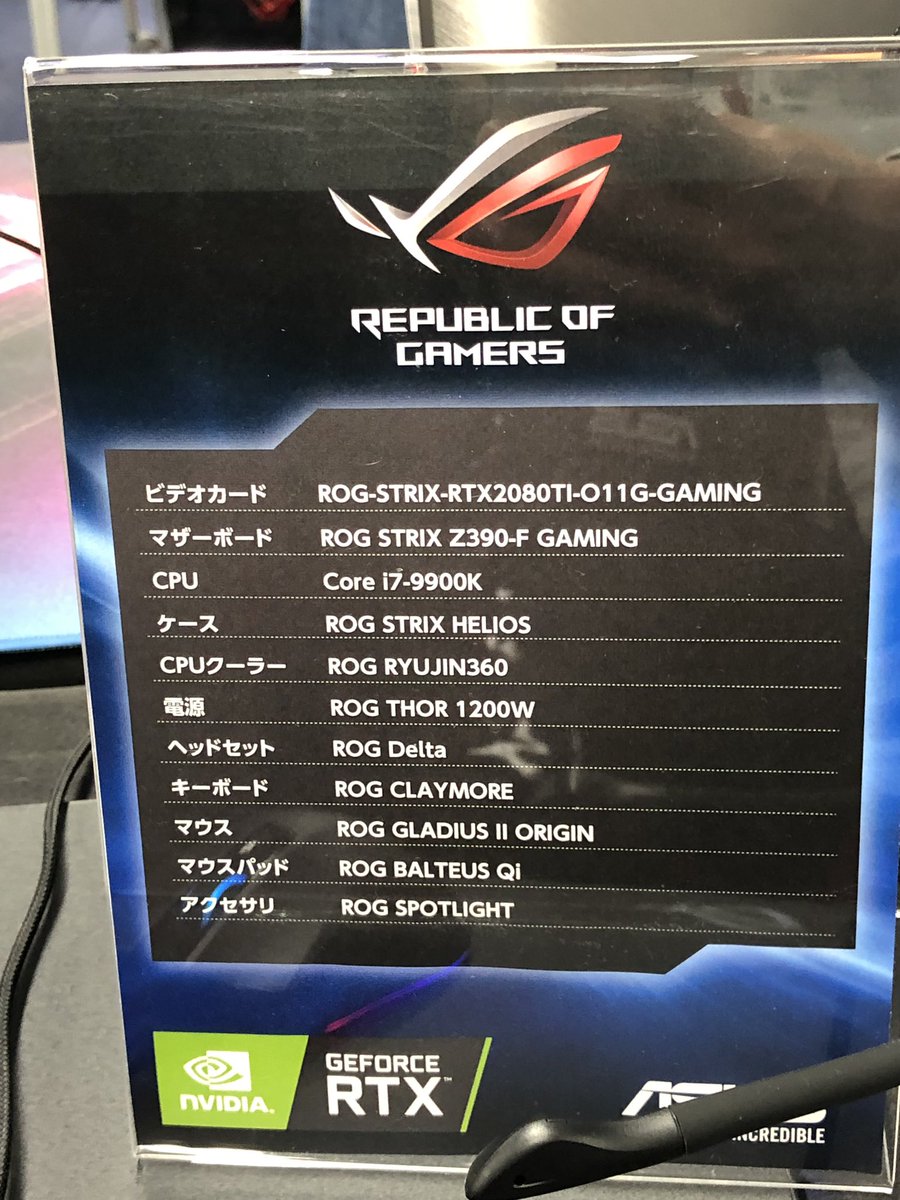 REPUBLIC OF
GAMERS
ビデオカード ROG-STRIX-RTX2080TI-O11G-GAMING
マザーボード ROG STRIX Z390-F GAMING
CPU Core i7-9900K
ケース ROG STRIX HELIOS
CPUクーラー ROG RYUJIN360
電源 ROG THOR 1200W
ヘッドセット ROG Delta
キーボード ROG CLAYMORE
マウス ROG GLADIUS II ORIGIN
マウスパッド ROG BALTEUS Qi
アクセサリ ROG SPOTLIGHT
NVIDIA.
GEFORCE
RTX™
INCREDIBLE